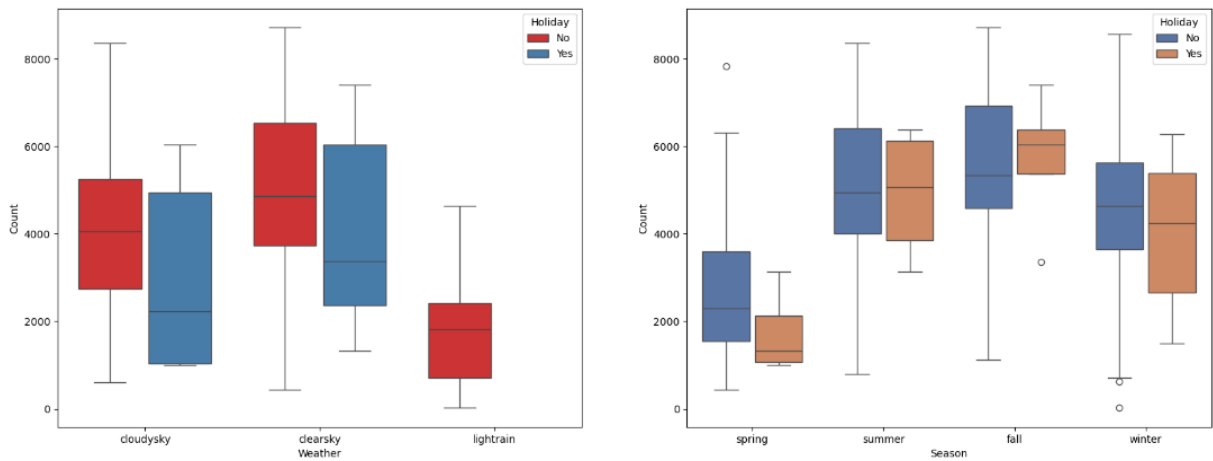 Holiday
No
Yes
8000
6000
4000
2000
0
Count
cloudysky
clearsky
lightrain
Weather
Holiday
No
Yes
8000
6000
4000
2000
0
Count
spring
summer
fall
winter
Season